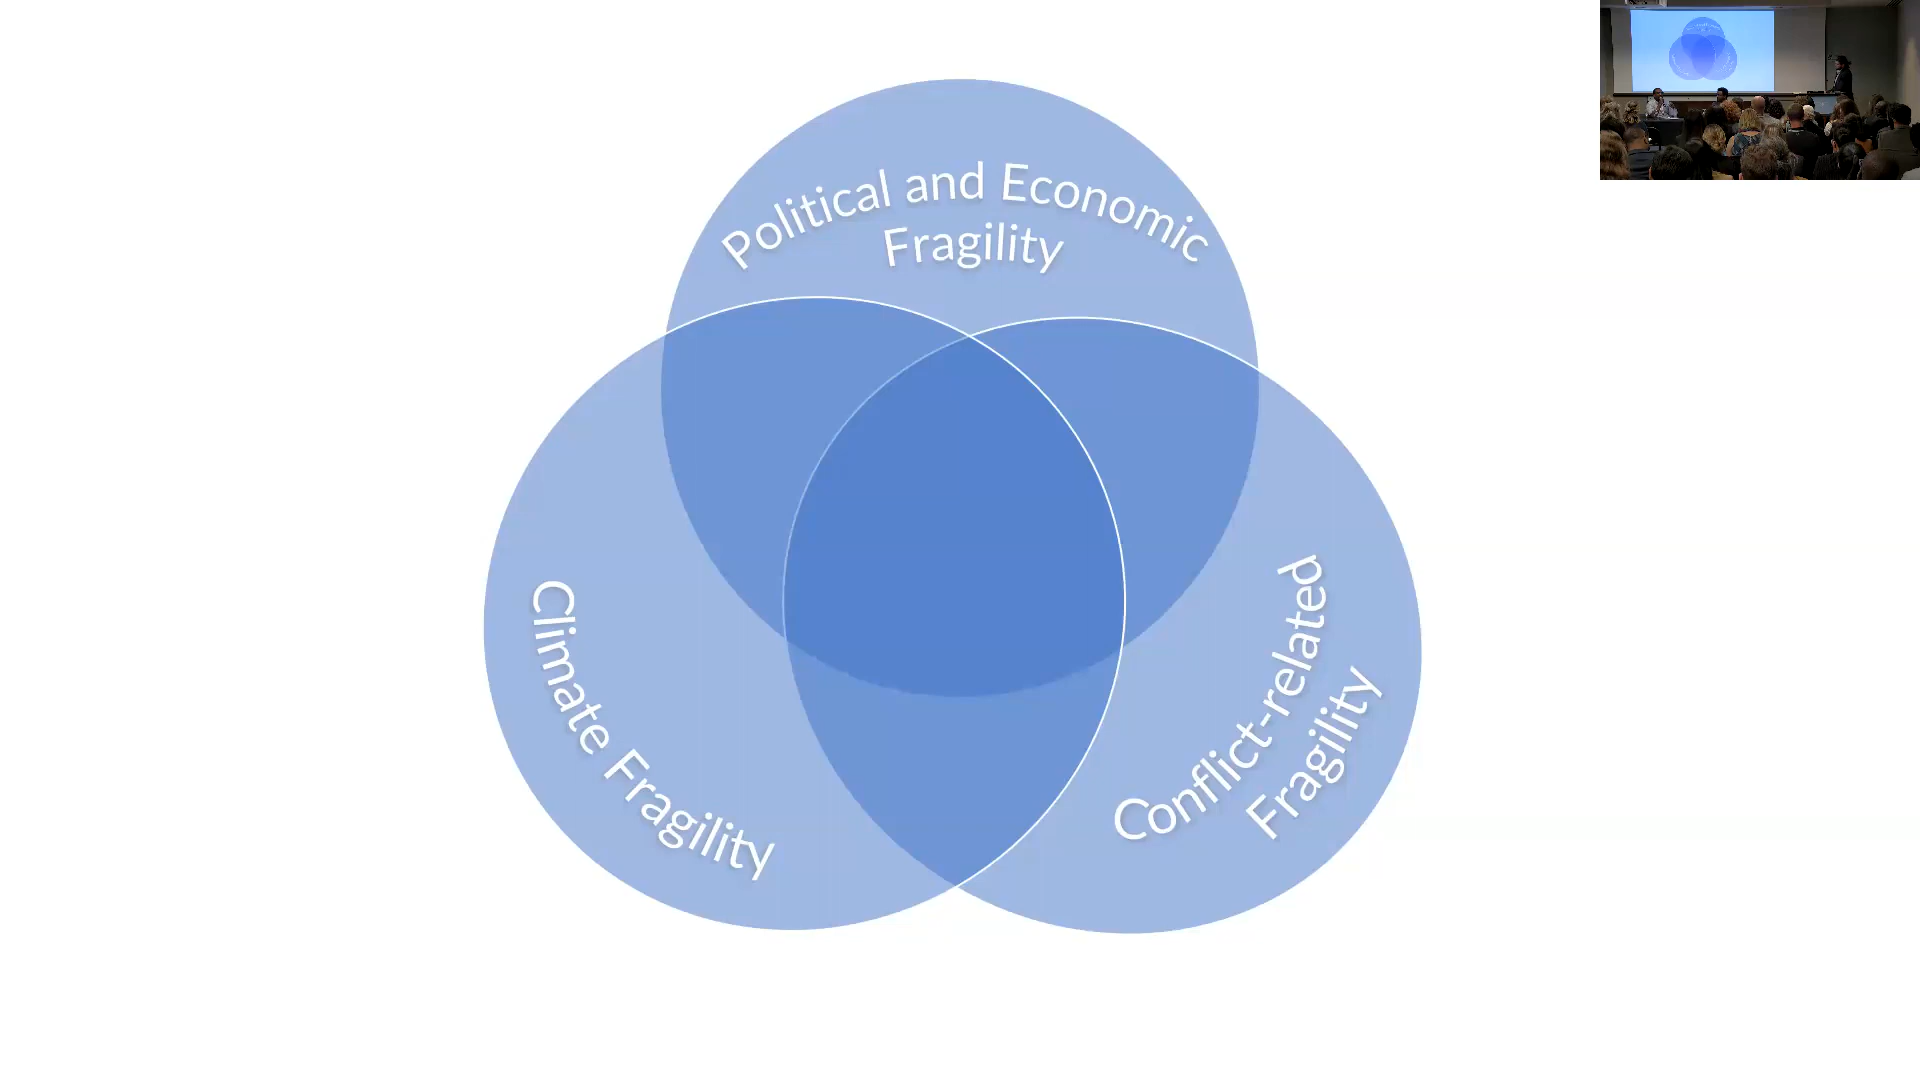 Political and Economic
Fragility
Climate Fragility
Conflict-related
Fragility